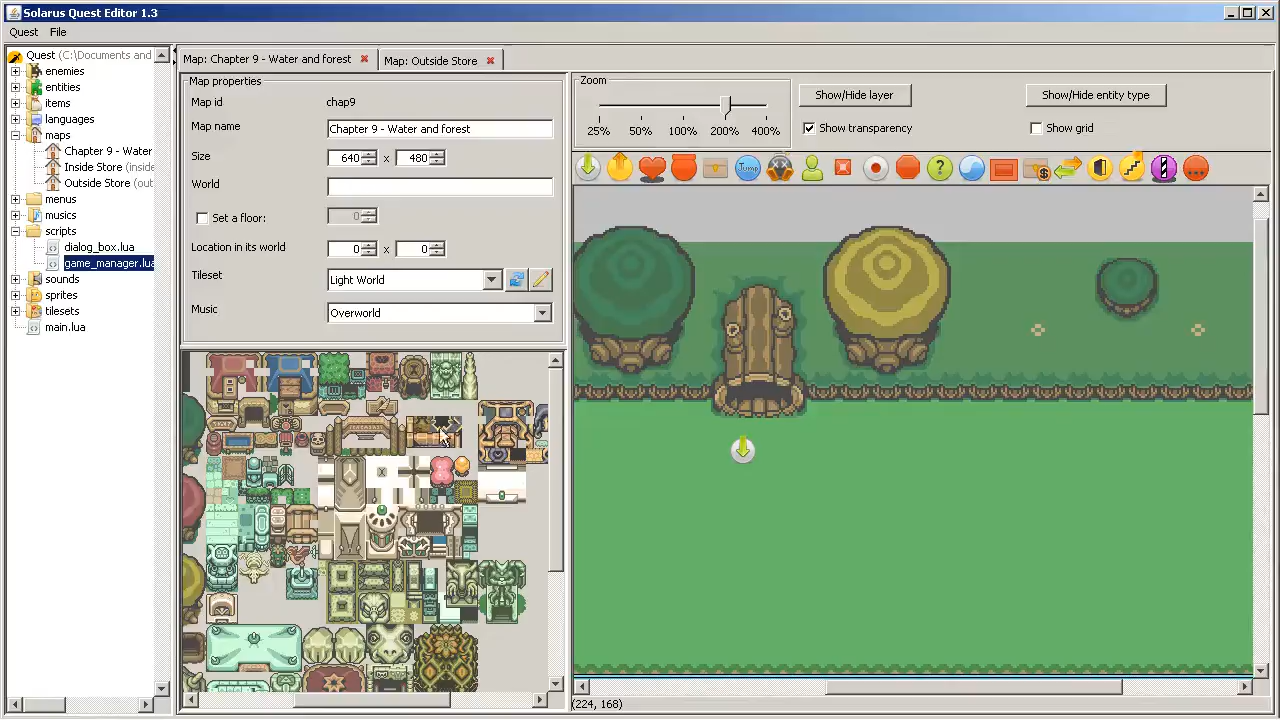 Solarus Quest Editor 1.3
Quest File
Quest (C:\Documents and
enemies
entities
items
languages
maps
Chapter 9 - Water
Inside Store (inside
Outside Store (out
menus
musics
scripts
dialog_box.lua
game_manager.lua
sounds
sprites
tilesets
main.lua
Map: Chapter 9 - Water and forest
Map: Outside Store
Map properties
Map id chap9
Map name Chapter 9 - Water and forest
Size 640 x 480
World
Set a floor: 0
Location in its world 0 x 0
Tileset Light World
Music Overworld
Zoom
25% 50% 100% 200% 400%
Show/Hide layer
Show/Hide entity type
Show transparency
Show grid
Jump
?
$
(224, 168)